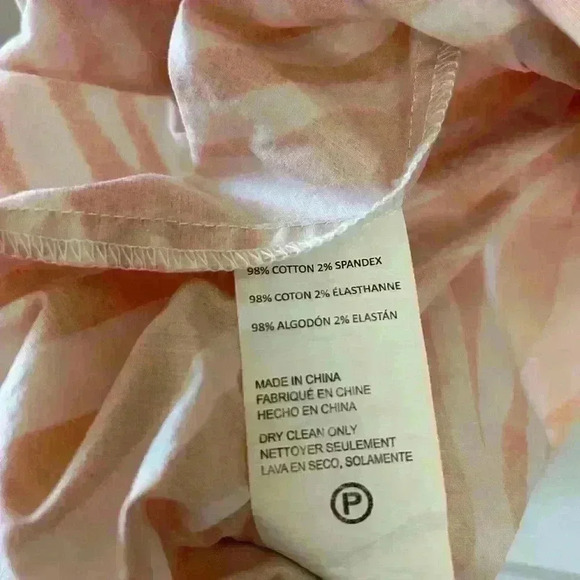 98% COTTON 2% SPANDEX
98% COTON 2% ÉLASTHANNE
98% ALGODÓN 2% ELASTÁN
MADE IN CHINA
FABRIQUÉ EN CHINE
HECHO EN CHINA
DRY CLEAN ONLY
NETTOYER SEULEMENT
LAVA EN SECO, SOLAMENTE
P